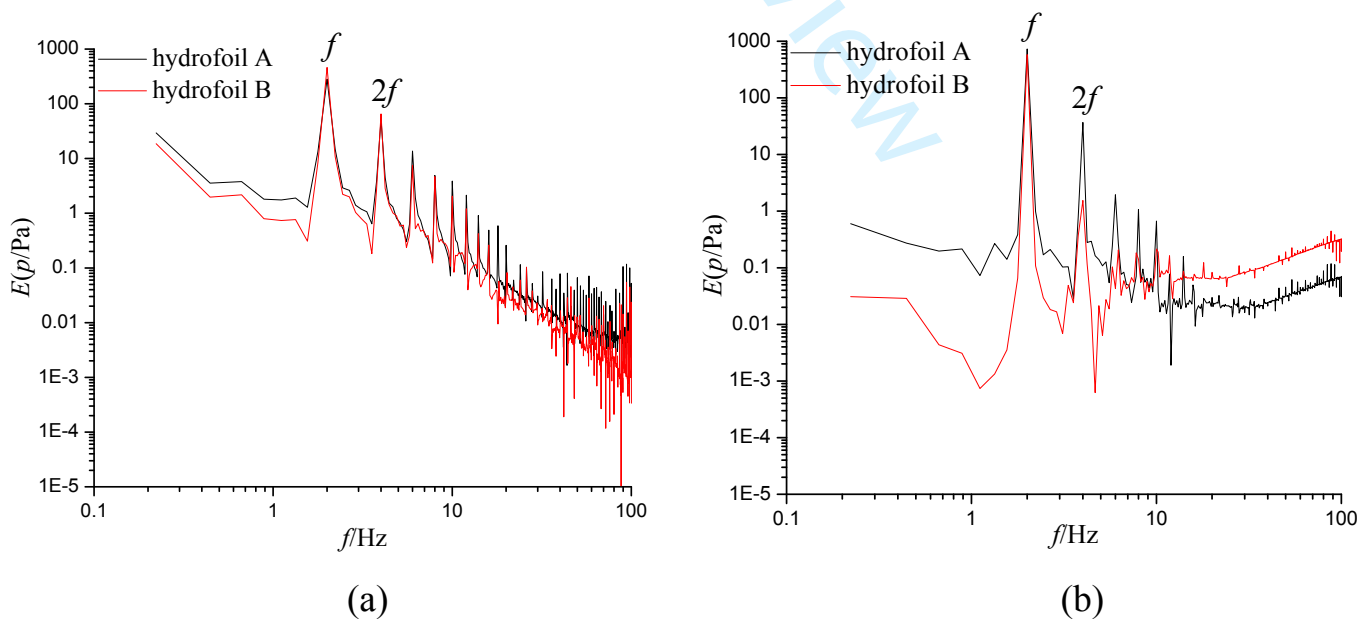 hydrofoil A
hydrofoil B
f
2f
1000
100
10
1
0.1
0.01
1E-3
1E-4
1E-5
E(p/Pa)
0.1
1
10
100
f/Hz
(a)
view
hydrofoil A
hydrofoil B
f
2f
1000
100
10
1
0.1
0.01
1E-3
1E-4
1E-5
E(p/Pa)
0.1
1
10
100
f/Hz
(b)